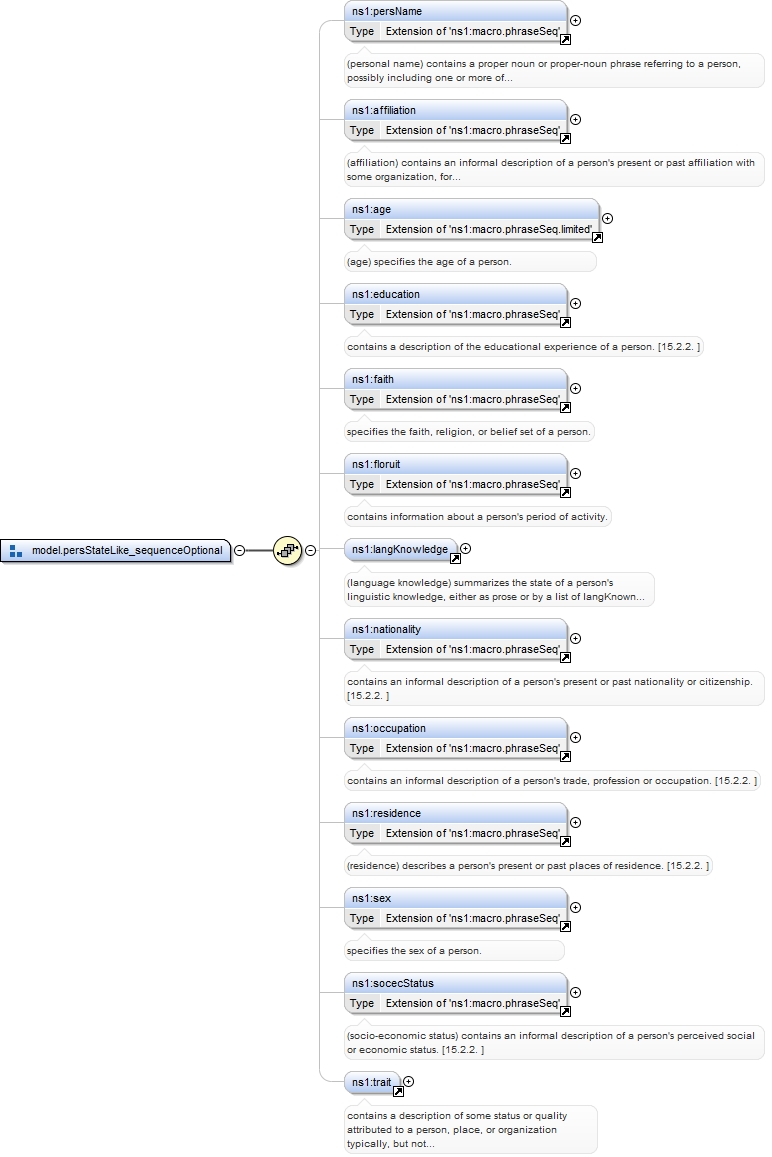 ns1:persName
Type Extension of 'ns1:macro.phraseSeq'
(personal name) contains a proper noun or proper-noun phrase referring to a person,
possibly including one or more of...
ns1:affiliation
Type Extension of 'ns1:macro.phraseSeq'
(affiliation) contains an informal description of a person's present or past affiliation with
some organization, for...
ns1:age
Type Extension of 'ns1:macro.phraseSeq.limited'
(age) specifies the age of a person.
ns1:education
Type Extension of 'ns1:macro.phraseSeq'
contains a description of the educational experience of a person. [15.2.2. ]
ns1:faith
Type Extension of 'ns1:macro.phraseSeq'
specifies the faith, religion, or belief set of a person.
ns1:floruit
Type Extension of 'ns1:macro.phraseSeq'
contains information about a person's period of activity.
model.persStateLike_sequenceOptional
ns1:langKnowledge
(language knowledge) summarizes the state of a person's
linguistic knowledge, either as prose or by a list of langKnown...
ns1:nationality
Type Extension of 'ns1:macro.phraseSeq'
contains an informal description of a person's present or past nationality or citizenship.
[15.2.2. ]
ns1:occupation
Type Extension of 'ns1:macro.phraseSeq'
contains an informal description of a person's trade, profession or occupation. [15.2.2. ]
ns1:residence
Type Extension of 'ns1:macro.phraseSeq'
(residence) describes a person's present or past places of residence. [15.2.2. ]
ns1:sex
Type Extension of 'ns1:macro.phraseSeq'
specifies the sex of a person.
ns1:socecStatus
Type Extension of 'ns1:macro.phraseSeq'
(socio-economic status) contains an informal description of a person's perceived social
or economic status. [15.2.2. ]
ns1:trait
contains a description of some status or quality
attributed to a person, place, or organization
typically, but not...